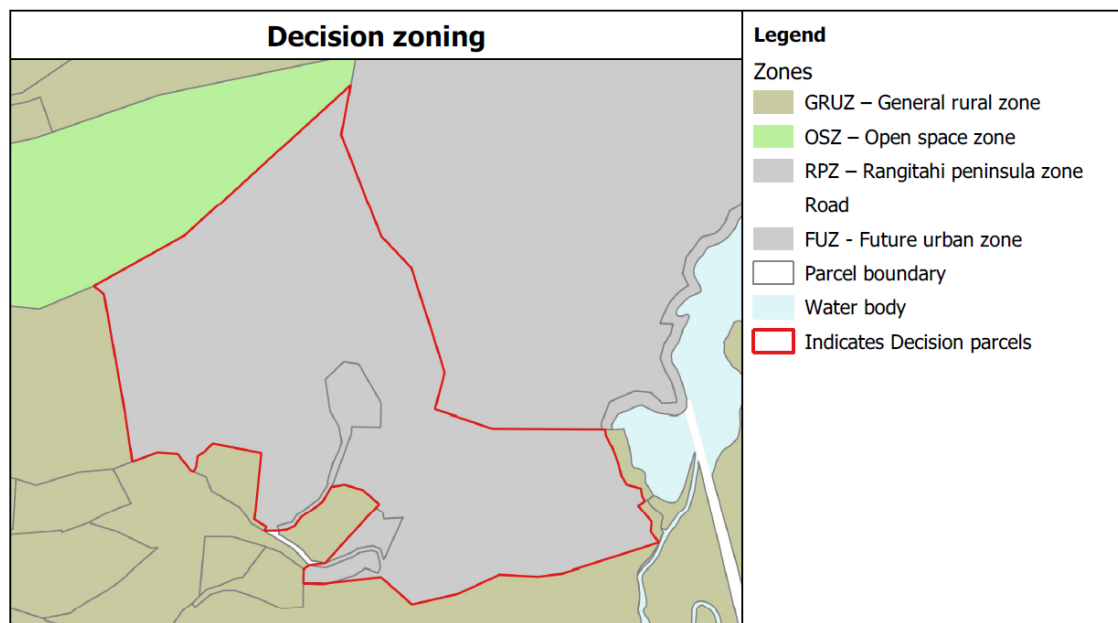 Decision zoning
Legend
Zones
GRUZ – General rural zone
OSZ – Open space zone
RPZ – Rangitahi peninsula zone
Road
FUZ - Future urban zone
Parcel boundary
Water body
Indicates Decision parcels